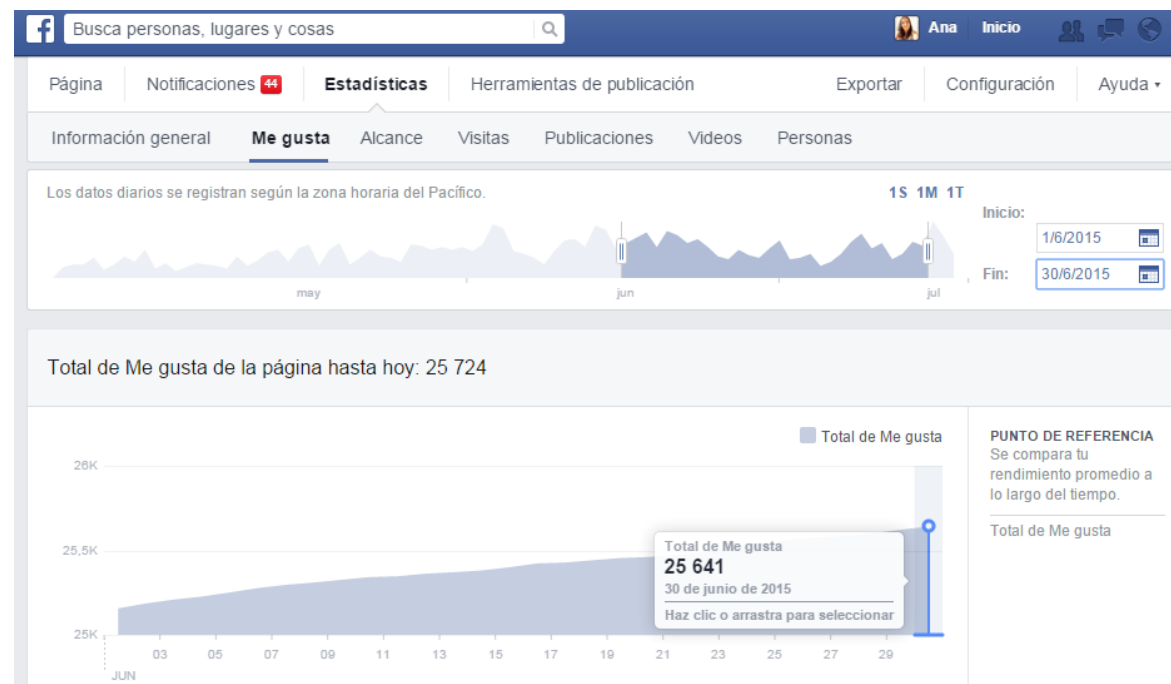 f Busca personas, lugares y cosas Ana Inicio
Página Notificaciones 44 Estadísticas Herramientas de publicación Exportar Configuración Ayuda
Información general Me gusta Alcance Visitas Publicaciones Videos Personas
Los datos diarios se registran según la zona horaria del Pacífico. 1S 1M 1T
Inicio:
1/6/2015
Fin: 30/6/2015
may jun jul
Total de Me gusta de la página hasta hoy: 25 724
Total de Me gusta
26K
25,5K
25K
Total de Me gusta
25 641
30 de junio de 2015
Haz clic o arrastra para seleccionar
03 05 07 09 11 13 15 17 19 21 23 25 27 29
JUN
PUNTO DE REFERENCIA
Se compara tu
rendimiento promedio a
lo largo del tiempo.
Total de Me gusta